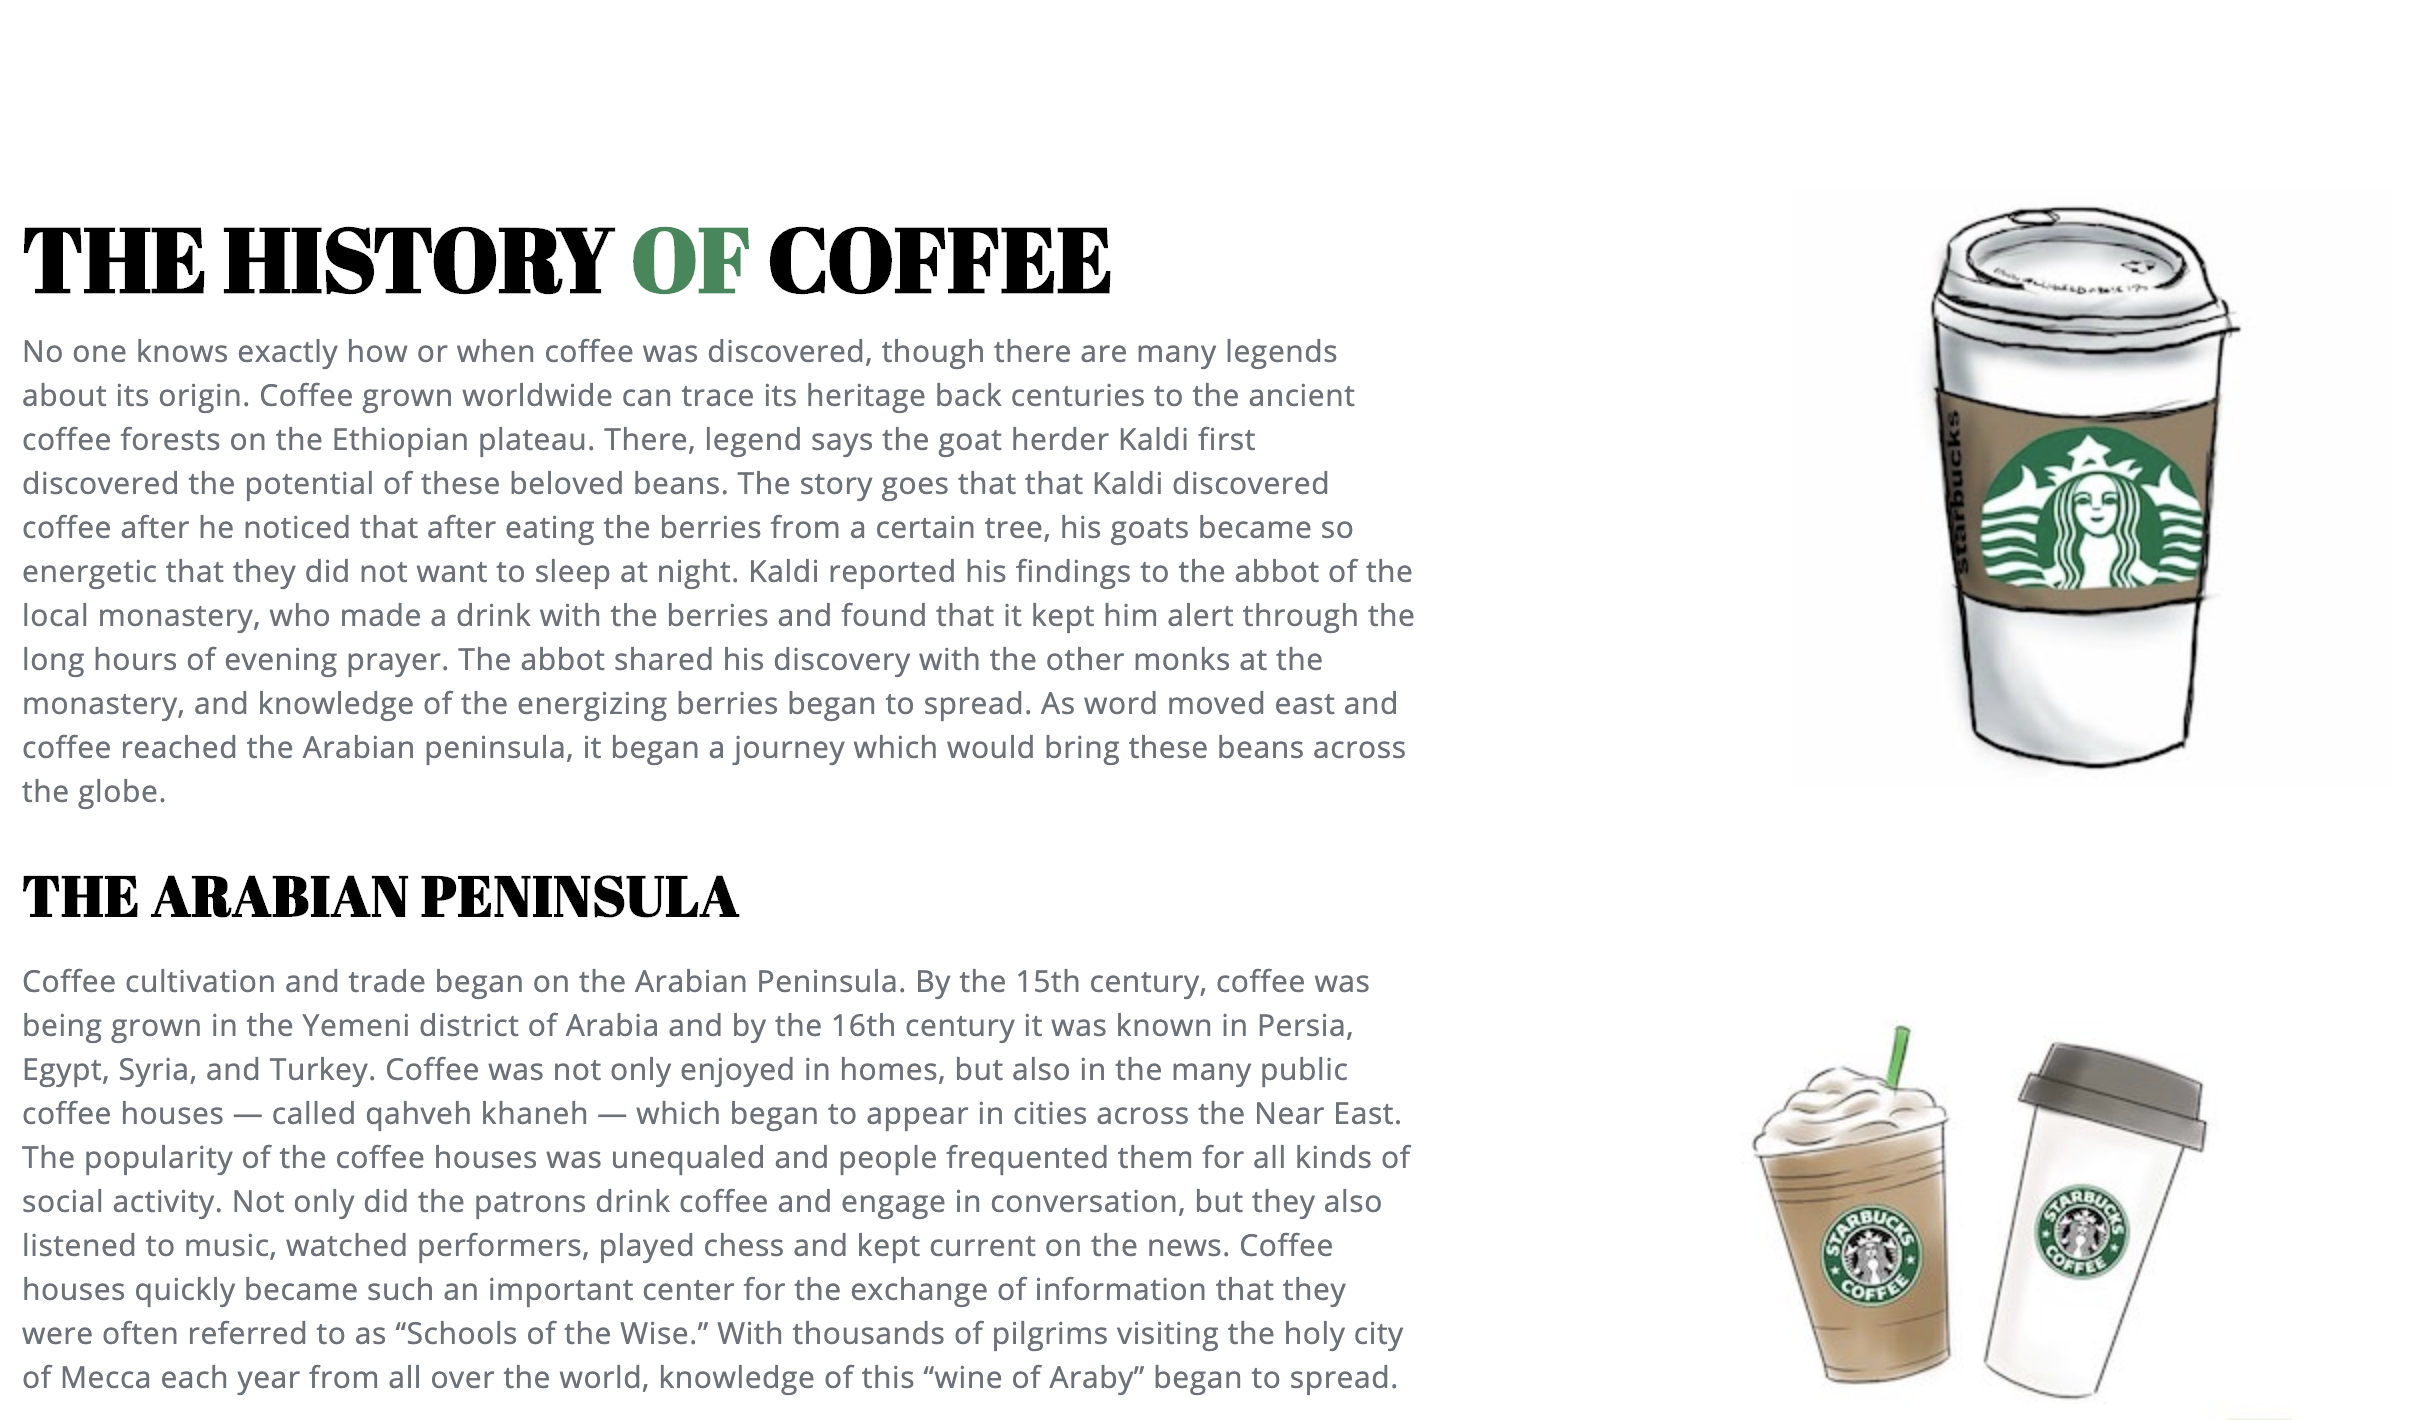 THE HISTORY OF COFFEE
No one knows exactly how or when coffee was discovered, though there are many legends
about its origin. Coffee grown worldwide can trace its heritage back centuries to the ancient
coffee forests on the Ethiopian plateau. There, legend says the goat herder Kaldi first
discovered the potential of these beloved beans. The story goes that that Kaldi discovered
coffee after he noticed that after eating the berries from a certain tree, his goats became so
energetic that they did not want to sleep at night. Kaldi reported his findings to the abbot of the
local monastery, who made a drink with the berries and found that it kept him alert through the
long hours of evening prayer. The abbot shared his discovery with the other monks at the
monastery, and knowledge of the energizing berries began to spread. As word moved east and
coffee reached the Arabian peninsula, it began a journey which would bring these beans across
the globe.
Starbucks
THE ARABIAN PENINSULA
Coffee cultivation and trade began on the Arabian Peninsula. By the 15th century, coffee was
being grown in the Yemeni district of Arabia and by the 16th century it was known in Persia,
Egypt, Syria, and Turkey. Coffee was not only enjoyed in homes, but also in the many public
coffee houses — called qahveh khaneh — which began to appear in cities across the Near East.
The popularity of the coffee houses was unequaled and people frequented them for all kinds of
social activity. Not only did the patrons drink coffee and engage in conversation, but they also
listened to music, watched performers, played chess and kept current on the news. Coffee
houses quickly became such an important center for the exchange of information that they
were often referred to as “Schools of the Wise.” With thousands of pilgrims visiting the holy city
of Mecca each year from all over the world, knowledge of this “wine of Araby” began to spread.
STARBUCKS
COFFEE
STARBUCKS
COFFEE